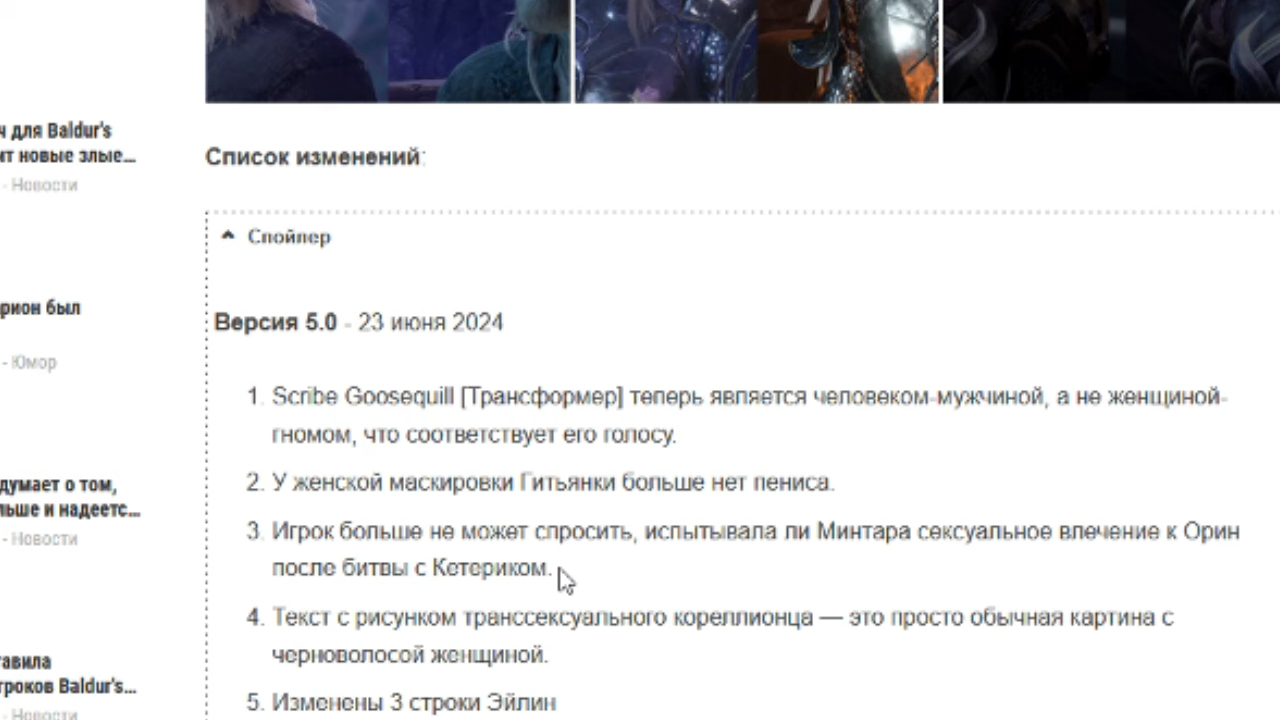 ч для Baldur's
ит новые злые...
- Новости
рион был
- Юмор
думает о том,
льше и надеетс...
- Новости
тавила
гроков Baldur's...
- Новости
Список изменений:
Спойлер
Версия 5.0 - 23 июня 2024
1. Scribe Goosequill [Трансформер] теперь является человеком-мужчиной, а не женщиной-
гномом, что соответствует его голосу.
2. У женской маскировки Гитьянки больше нет пениса.
3. Игрок больше не может спросить, испытывала ли Минтара сексуальное влечение к Орин
после битвы с Кетериком.
4. Текст с рисунком транссексуального кореллионца — это просто обычная картина с
черноволосой женщиной.
5. Изменены 3 строки Эйлин